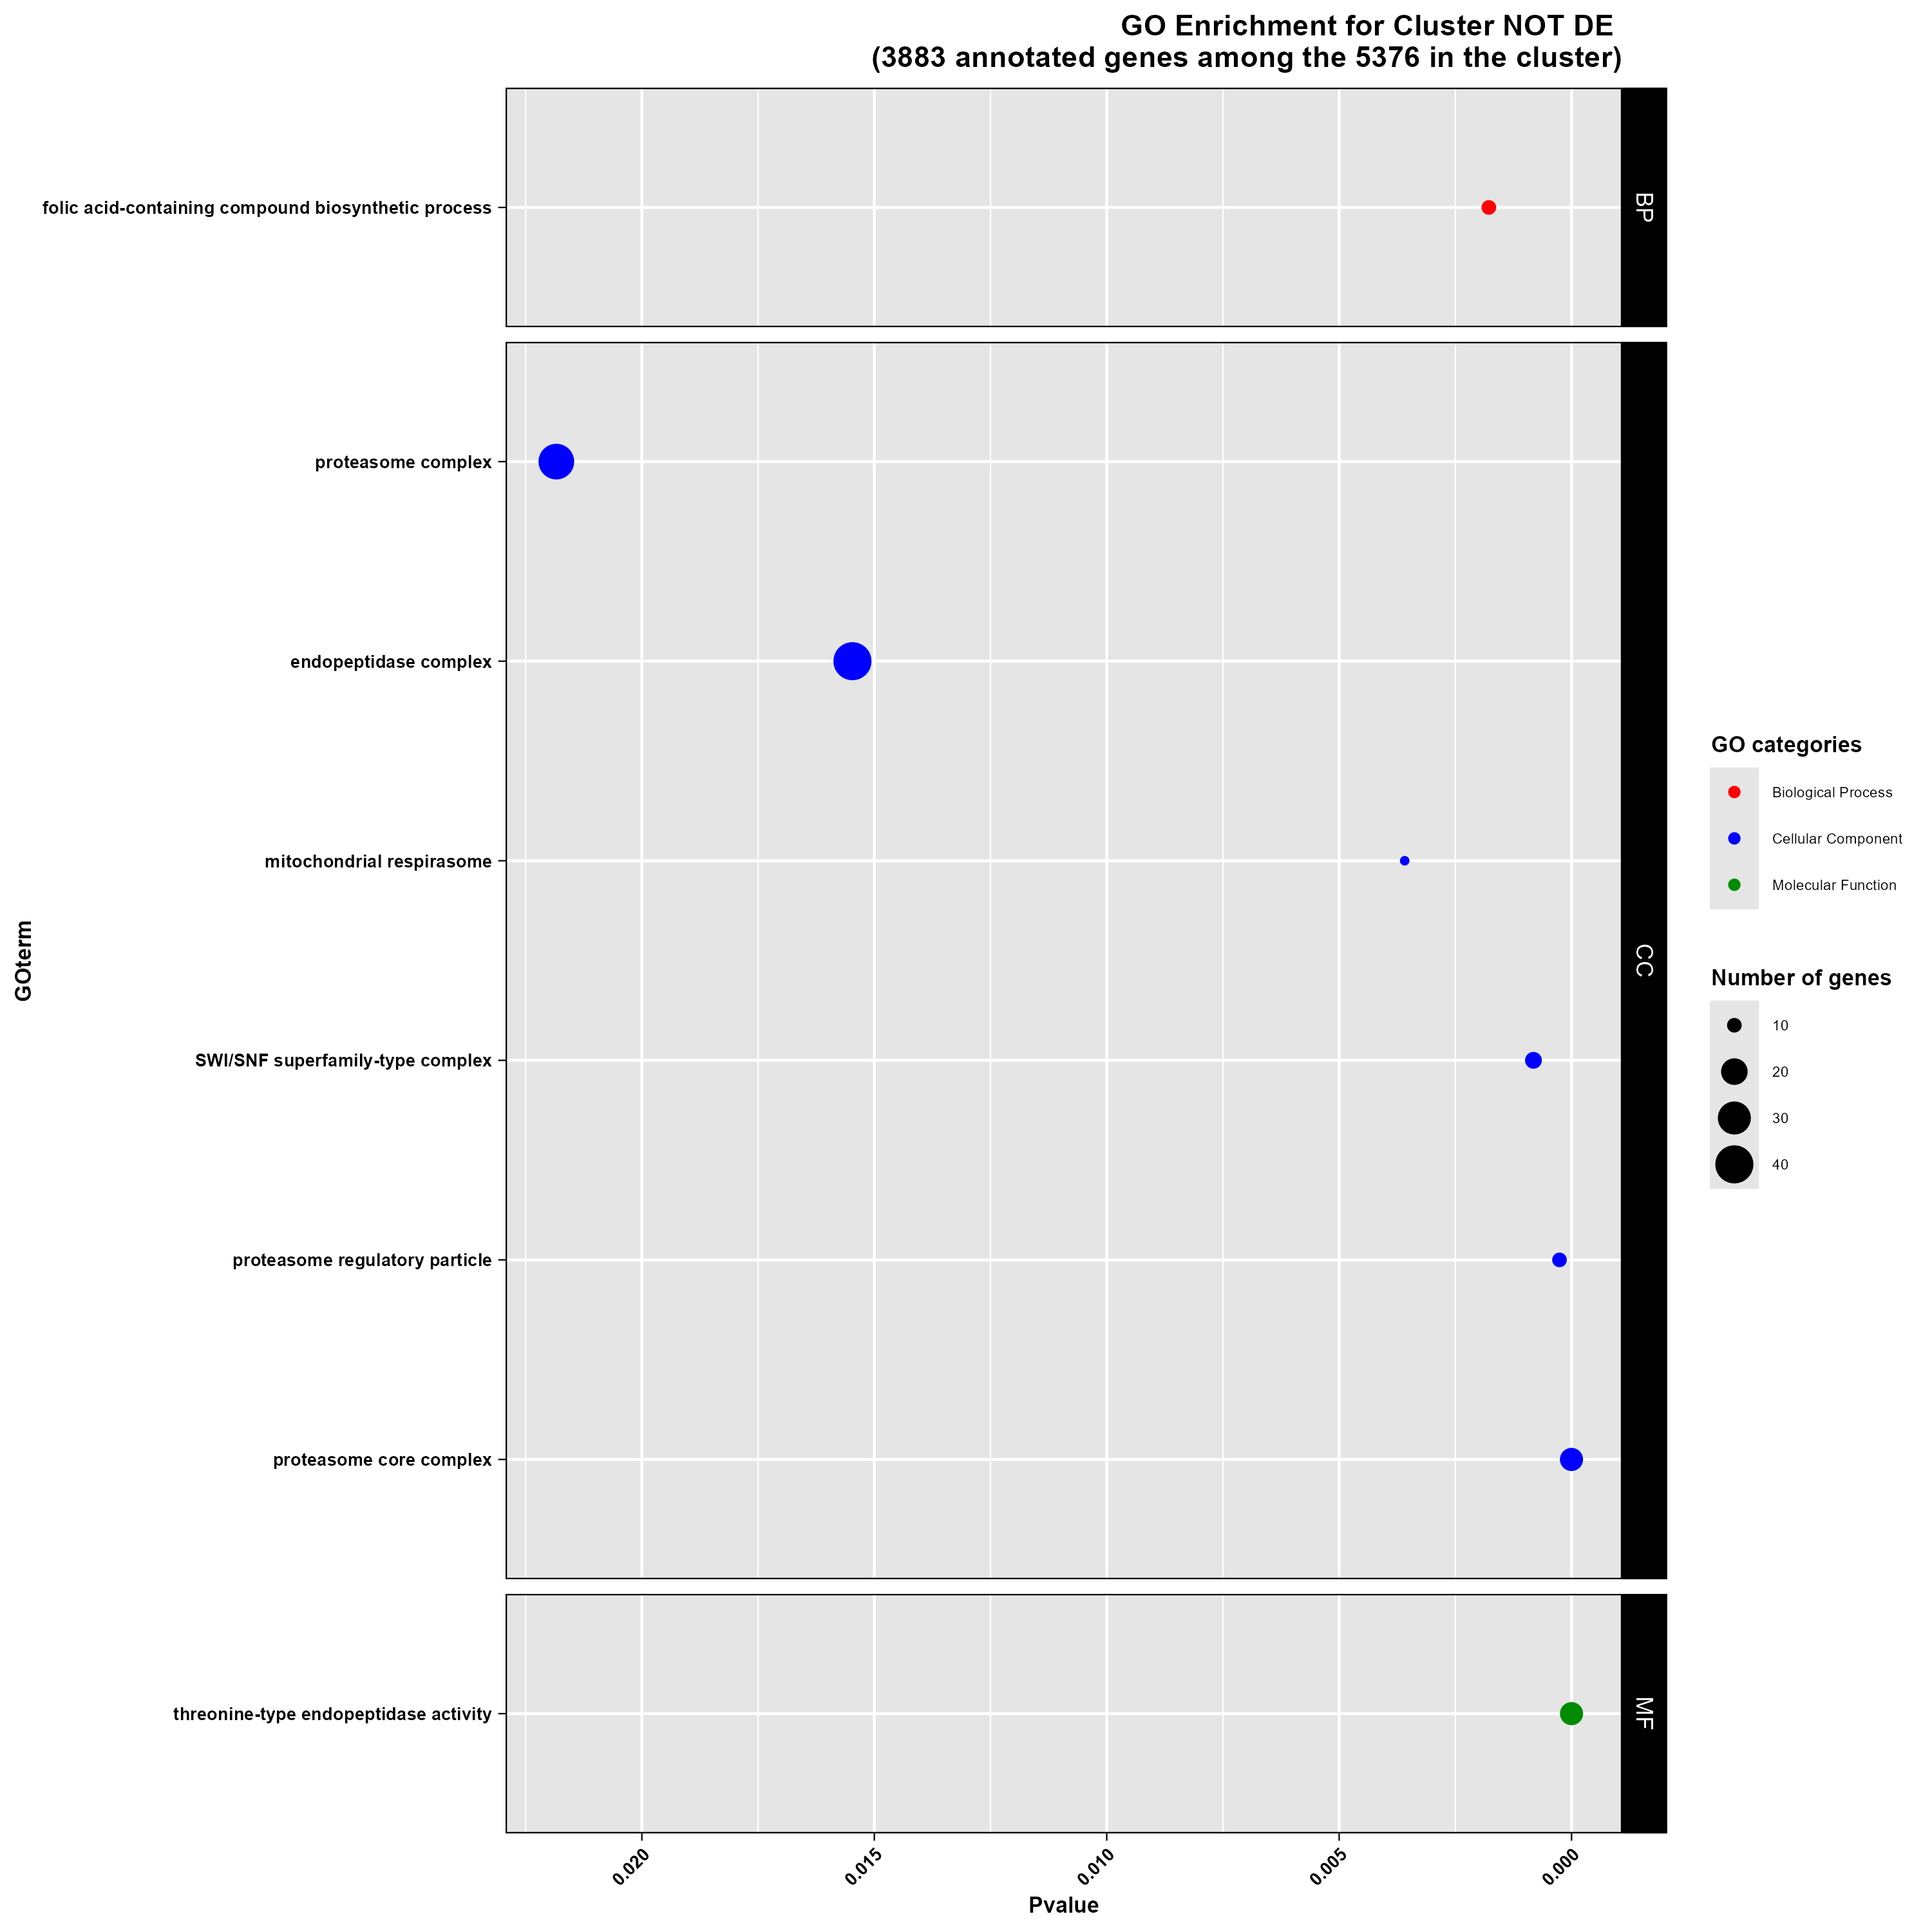 GO Enrichment for Cluster NOT DE
(3883 annotated genes among the 5376 in the cluster)
folic acid-containing compound biosynthetic process
BP
proteasome complex
endopeptidase complex
mitochondrial respirasome
SWI/SNF superfamily-type complex
proteasome regulatory particle
proteasome core complex
CC
threonine-type endopeptidase activity
MF
GOterm
0.020
0.015
0.010
0.005
0.000
Pvalue
GO categories
Biological Process
Cellular Component
Molecular Function
Number of genes
10
20
30
40